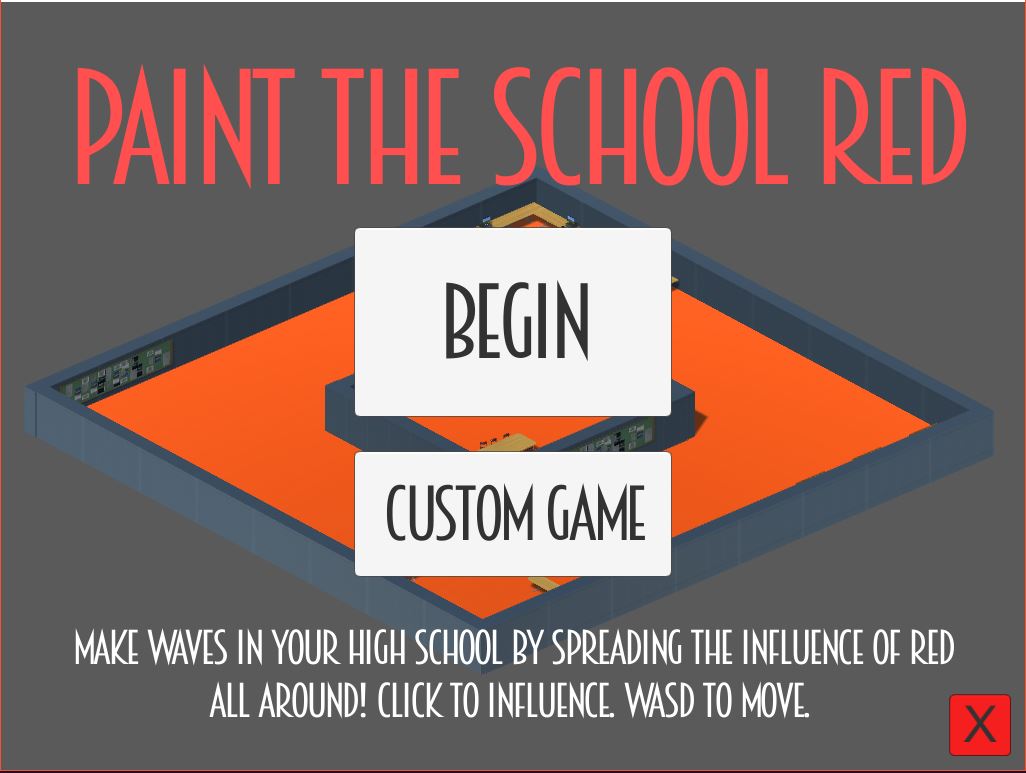 PAINT THE SCHOOL RED
BEGIN
CUSTOM GAME
MAKE WAVES IN YOUR HIGH SCHOOL BY SPREADING THE INFLUENCE OF RED
ALL AROUND! CLICK TO INFLUENCE. WASD TO MOVE.
X